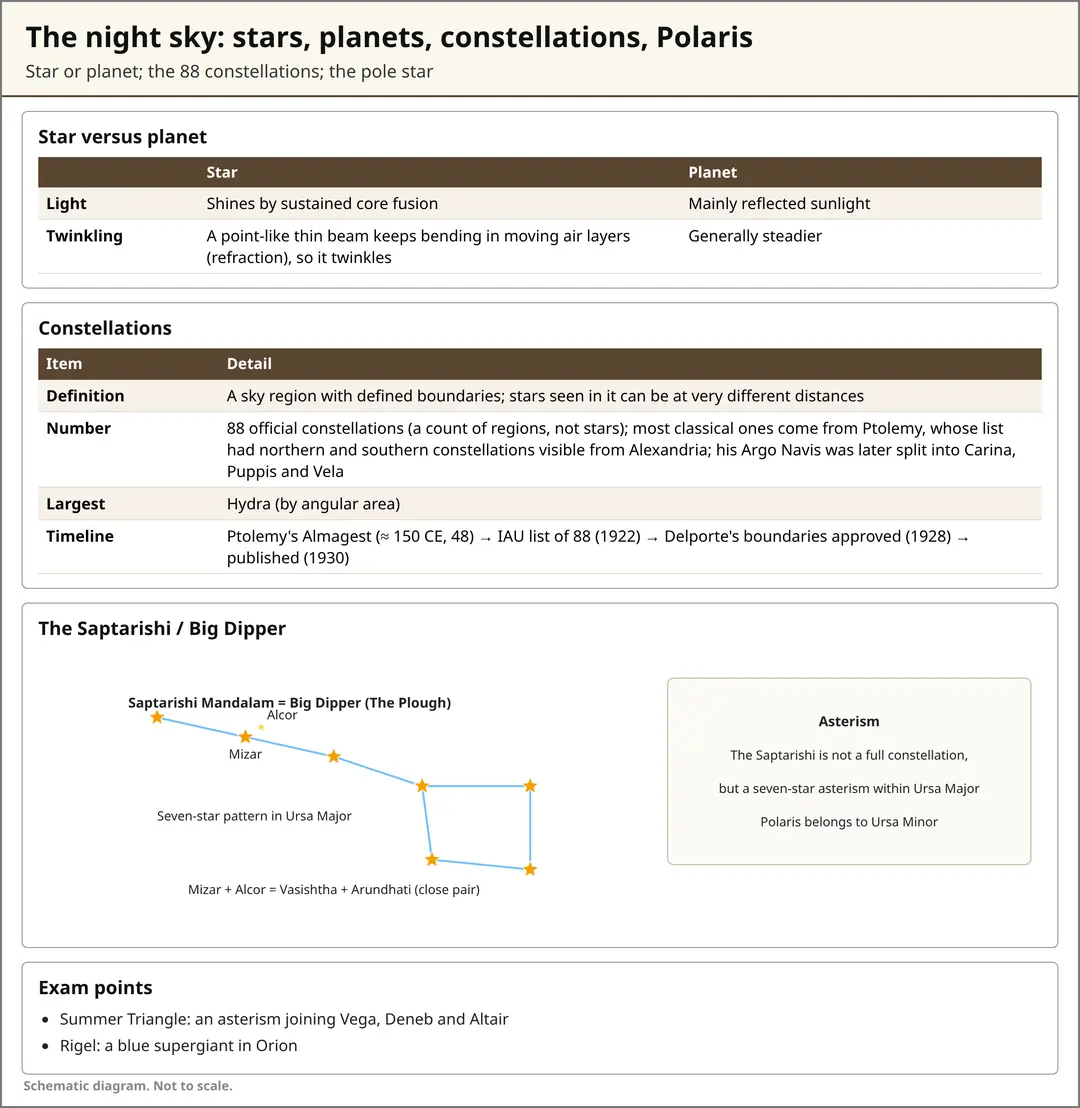 The night sky: stars, planets, constellations, Polaris
Star or planet; the 88 constellations; the pole star
Star versus planet
Star Planet
Light Shines by sustained core fusion Mainly reflected sunlight
Twinkling A point-like thin beam keeps bending in moving air layers Generally steadier
(refraction), so it twinkles
Constellations
Item Detail
Definition A sky region with defined boundaries; stars seen in it can be at very different distances
Number 88 official constellations (a count of regions, not stars); most classical ones come from Ptolemy, whose list
had northern and southern constellations visible from Alexandria; his Argo Navis was later split into Carina,
Puppis and Vela
Largest Hydra (by angular area)
Timeline Ptolemy's Almagest (≈ 150 CE, 48) → IAU list of 88 (1922) → Delporte's boundaries approved (1928) →
published (1930)
The Saptarishi / Big Dipper
Saptarishi Mandalam = Big Dipper (The Plough)
Alcor
Mizar
Seven-star pattern in Ursa Major
Mizar + Alcor = Vasishtha + Arundhati (close pair)
Asterism
The Saptarishi is not a full constellation,
but a seven-star asterism within Ursa Major
Polaris belongs to Ursa Minor
Exam points
• Summer Triangle: an asterism joining Vega, Deneb and Altair
• Rigel: a blue supergiant in Orion
Schematic diagram. Not to scale.